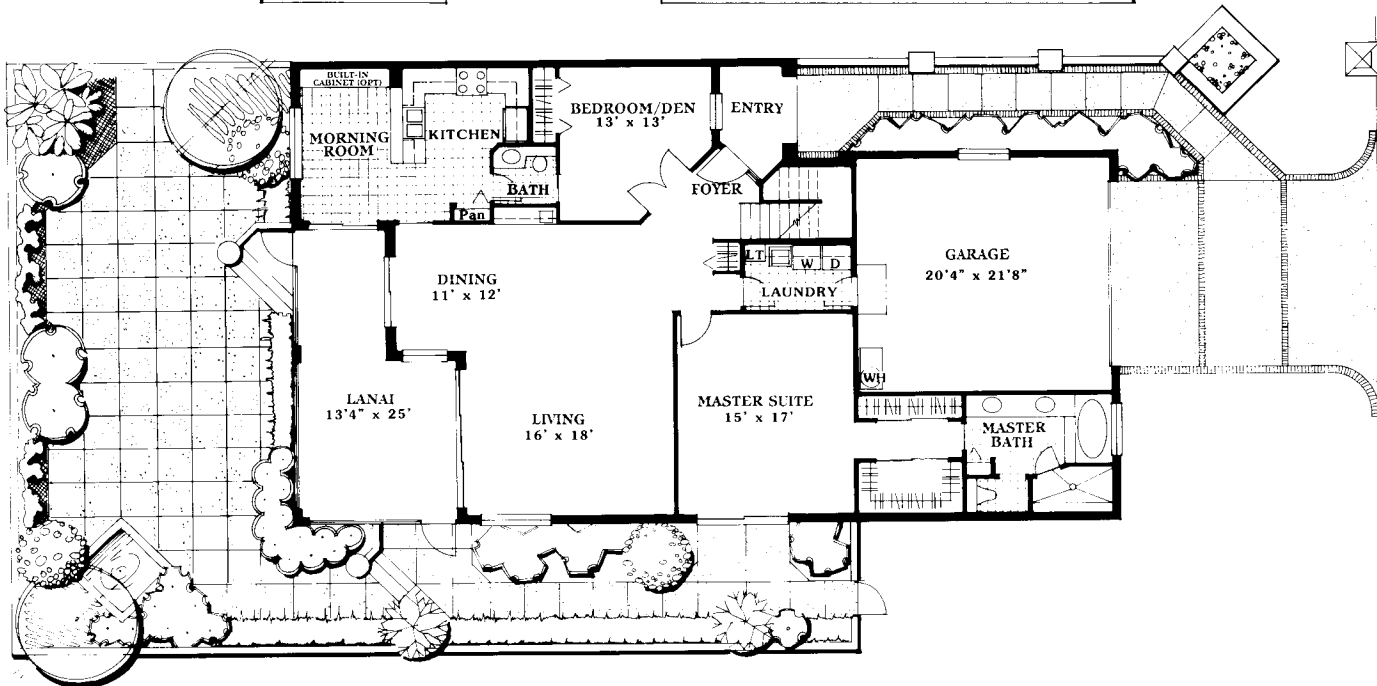 BUILT-IN
CABINET (OPT)
MORNING
ROOM
KITCHEN
BEDROOM/DEN
13' x 13'
ENTRY
BATH
Pan
FOYER
DINING
11' x 12'
LT
W
D
LAUNDRY
GARAGE
20'4" x 21'8"
WH
LANAI
13'4" x 25'
LIVING
16' x 18'
MASTER SUITE
15' x 17'
MASTER
BATH